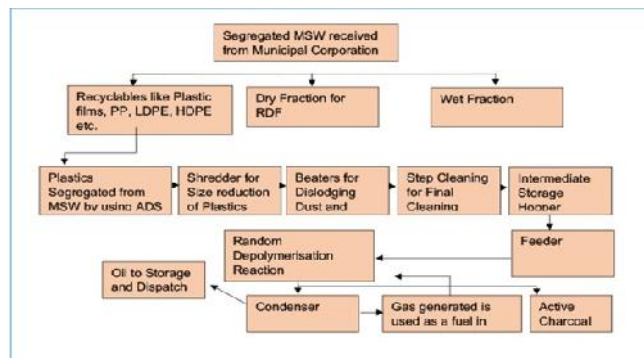 Segregated MSW received
from Municipal Corporation
Recyclables like Plastic
films, PP, LDPE, HDPE
etc.
Dry Fraction for
RDF
Wet Fraction
Plastics
Segregated from
MSW by using ADS
Shredder for
Size reduction
of Plastics
Beaters for
Dislodging
Dust and
Step Cleaning
for Final
Cleaning
Intermediate
Storage
Hopper
Random
Depolymerisation
Reaction
Feeder
Oil to Storage
and Dispatch
Condenser
Gas generated is
used as a fuel in
Active
Charcoal